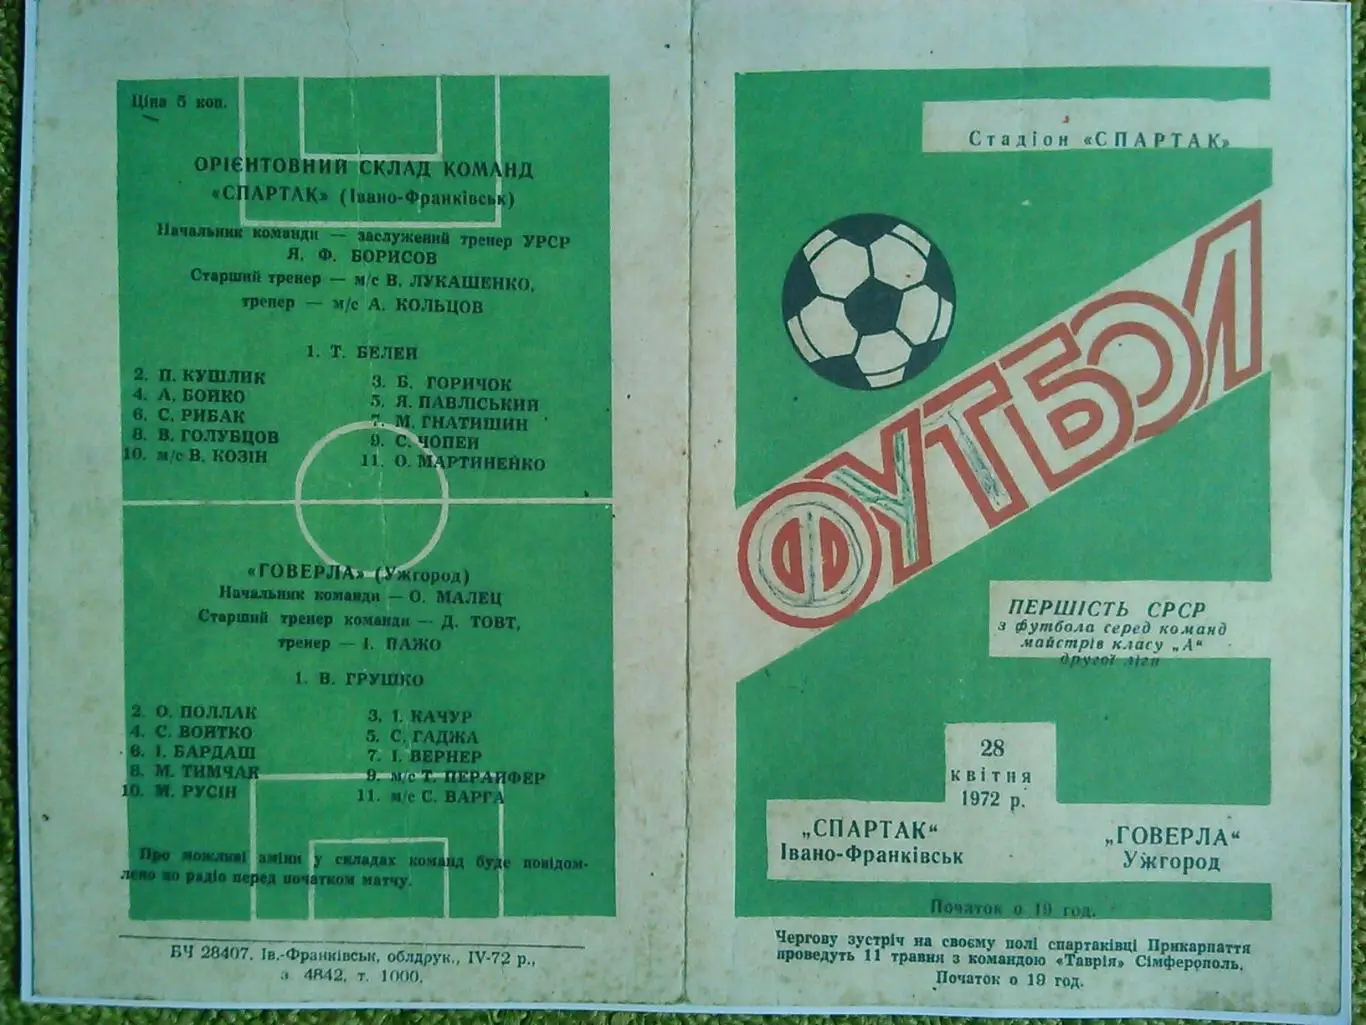 Ціна 5 коп.
ОРІЄНТОВНИЙ СКЛАД КОМАНД
«СПАРТАК» (Івано-Франківськ)
Начальник команди — заслужений тренер УРСР
Я. Ф. БОРИСОВ
Старший тренер — м/с В. ЛУКАШЕНКО,
тренер — м/с А. КОЛЬЦОВ
1. Т. БЕЛЕЙ
2. П. КУШЛИК
3. Б. ГОРИЧОК
4. А. БОЙКО
5. Я. ПАВЛІСЬКИЙ
6. С. РИБАК
7. М. ГНАТИШИН
8. В. ГОЛУБЦОВ
9. С. ЧОПЕЙ
10. м/с В. КОЗІН
11. О. МАРТИНЕНКО
«ГОВЕРЛА» (Ужгород)
Начальник команди — О. МАЛЕЦ
Старший тренер команди — Д. ТОВТ,
тренер — І. ПАЖО
1. В. ГРУШКО
2. О. ПОЛЛАК
3. І. КАЧУР
4. С. ВОЙТКО
5. С. ГАДЖА
6. І. БАРДАШ
7. І. ВЕРНЕР
8. М. ТИМЧАК
9. м/с Т. ПЕРАЙФЕР
10. М. РУСІН
11. м/с С. ВАРГА
Про можливі зміни у складах команд буде повідом-
лено по радіо перед початком матчу.
БЧ 28407. Ів.-Франківськ, облдрук., IV-72 р.,
з 4842, т. 1000.
Стадіон «СПАРТАК»
ФУТБОЛ
ПЕРШІСТЬ СРСР
з футбола серед команд
майстрів класу „А"
другої ліги
28
квітня
1972 р.
„СПАРТАК"
Івано-Франківськ
„ГОВЕРЛА"
Ужгород
Початок о 19 год.
Чергову зустріч на своєму полі спартаківці Прикарпаття
проведуть 11 травня з командою «Таврія» Сімферополь.
Початок о 19 год.